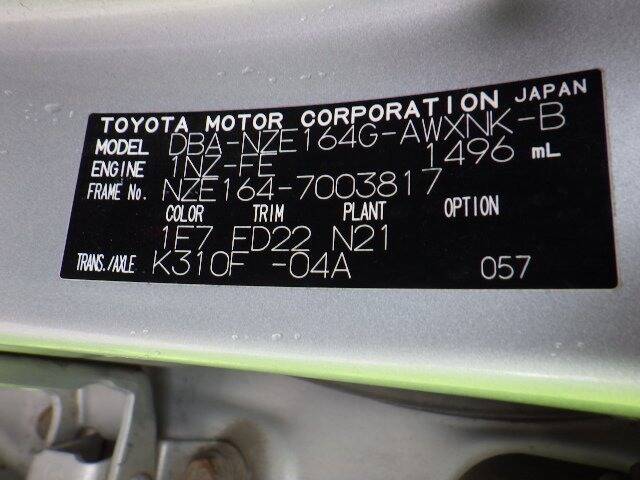 TOYOTA MOTOR CORPORATION JAPAN
MODEL DBA-NZE164G-AWXNK-B
ENGINE 1NZ-FE 1496 mL
FRAME No. NZE164-7003817
COLOR TRIM PLANT OPTION
1E7 FD22 N21
TRANS./AXLE K310F -04A 057